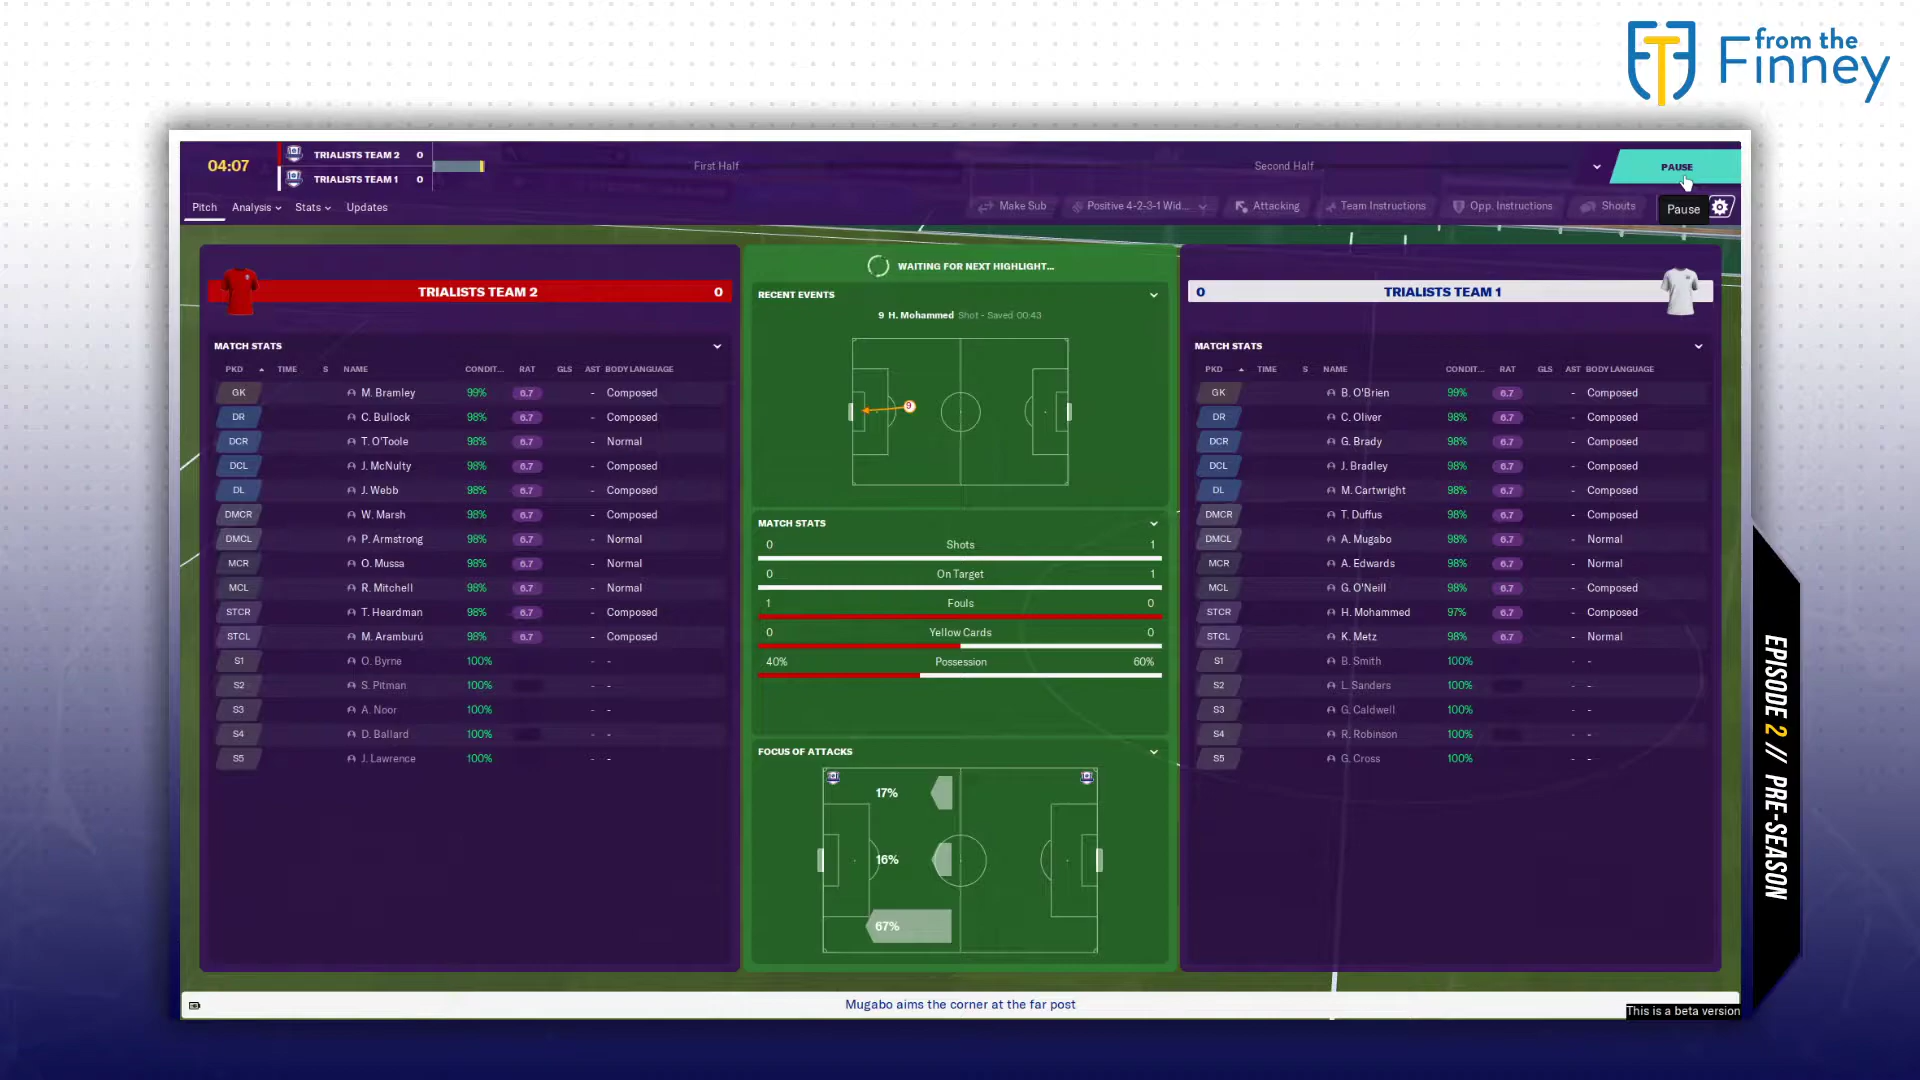 from the
Finney
04:07
TRIALISTS TEAM 2 0
TRIALISTS TEAM 1 0
First Half
Second Half
PAUSE
Pitch Analysis Stats Updates
Make Sub Positive 4-2-3-1 Wid... Attacking Team Instructions Opp. Instructions Shouts
Pause
TRIALISTS TEAM 2 0
MATCH STATS
PKD TIME S NAME CONDIT... RAT GLS AST BODY LANGUAGE
GK M. Bramley 99% 6.7 - Composed
DR C. Bullock 98% 6.7 - Composed
DCR T. O'Toole 98% 6.7 - Normal
DCL J. McNulty 98% 6.7 - Composed
DL J. Webb 98% 6.7 - Composed
DMCR W. Marsh 98% 6.7 - Composed
DMCL P. Armstrong 98% 6.7 - Normal
MCR O. Mussa 98% 6.7 - Normal
MCL R. Mitchell 98% 6.7 - Normal
STCR T. Heardman 98% 6.7 - Composed
STCL M. Aramburú 98% 6.7 - Composed
S1 O. Byrne 100% - -
S2 S. Pitman 100% - -
S3 A. Noor 100% - -
S4 D. Ballard 100% - -
S5 J. Lawrence 100% - -
WAITING FOR NEXT HIGHLIGHT...
RECENT EVENTS
9 H. Mohammed Shot - Saved 00:43
9
MATCH STATS
0 Shots 1
0 On Target 1
1 Fouls 0
0 Yellow Cards 0
40% Possession 60%
FOCUS OF ATTACKS
17%
16%
67%
0 TRIALISTS TEAM 1
MATCH STATS
PKD TIME S NAME CONDIT... RAT GLS AST BODY LANGUAGE
GK B. O'Brien 99% 6.7 - Composed
DR C. Oliver 98% 6.7 - Composed
DCR G. Brady 98% 6.7 - Composed
DCL J. Bradley 98% 6.7 - Composed
DL M. Cartwright 98% 6.7 - Composed
DMCR T. Duffus 98% 6.7 - Composed
DMCL A. Mugabo 98% 6.7 - Normal
MCR A. Edwards 98% 6.7 - Normal
MCL G. O'Neill 98% 6.7 - Composed
STCR H. Mohammed 97% 6.7 - Composed
STCL K. Metz 98% 6.7 - Normal
S1 B. Smith 100% - -
S2 L. Sanders 100% - -
S3 G. Caldwell 100% - -
S4 R. Robinson 100% - -
S5 G. Cross 100% - -
Mugabo aims the corner at the far post
This is a beta version
EPISODE 2 // PRE-SEASON